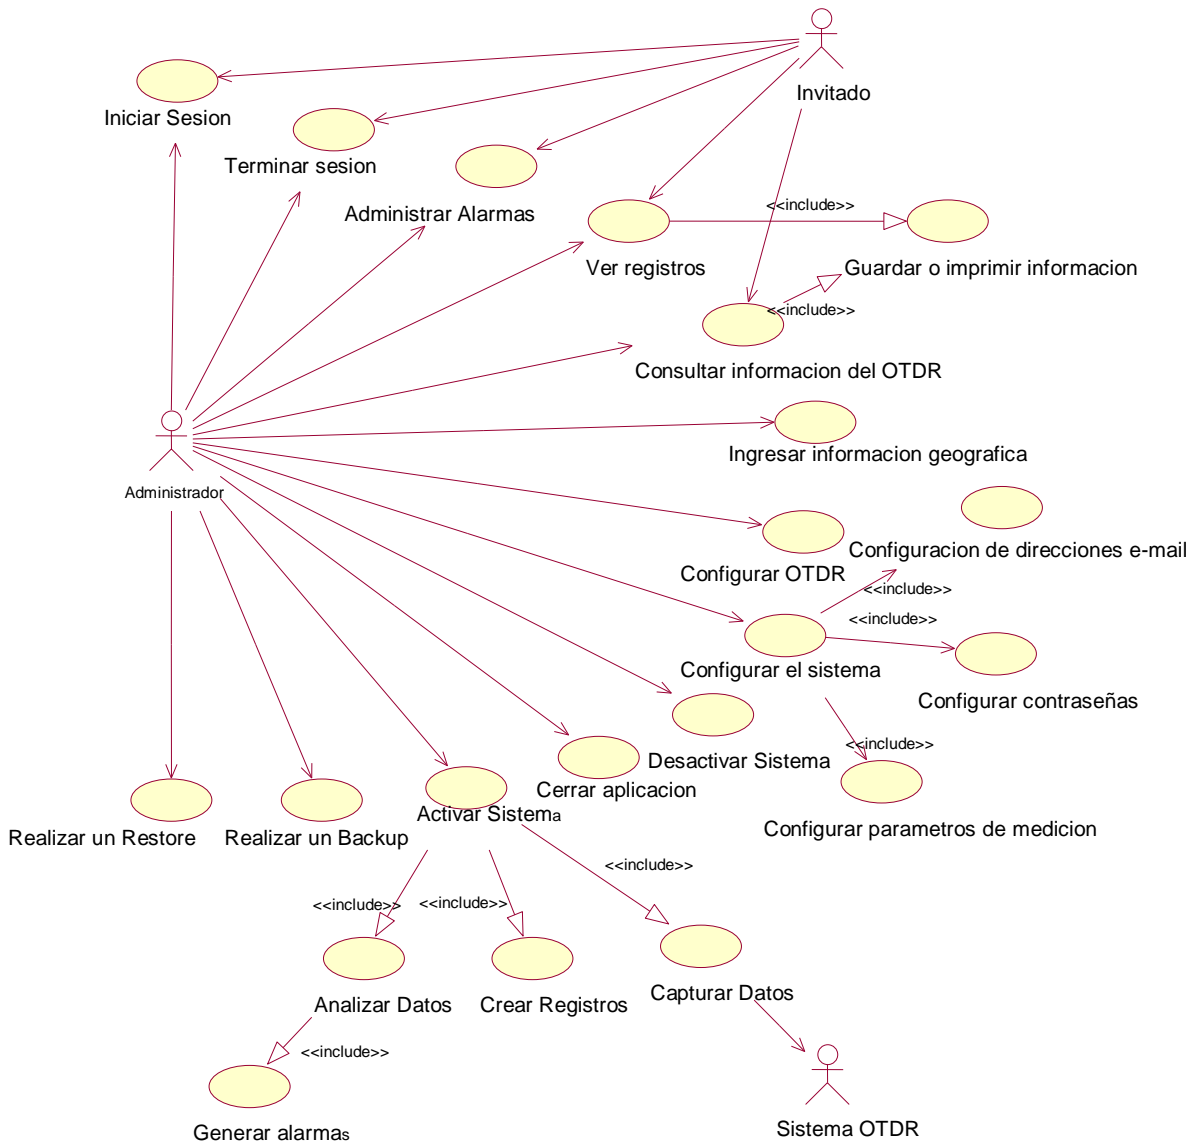 Invitado
Iniciar Sesion
Terminar sesion
Administrar Alarmas
<<include>>
Ver registros
Guardar o imprimir informacion
<<include>>
Consultar informacion del OTDR
Ingresar informacion geografica
Administrador
Configuracion de direcciones e-mail
Configurar OTDR
<<include>>
<<include>>
Configurar el sistema
Configurar contraseñas
<<include>>
Desactivar Sistema
Cerrar aplicacion
Activar Sistema
Configurar parametros de medicion
Realizar un Restore
Realizar un Backup
<<include>>
<<include>>
<<include>>
Analizar Datos
Crear Registros
Capturar Datos
<<include>>
Generar alarmas
Sistema OTDR